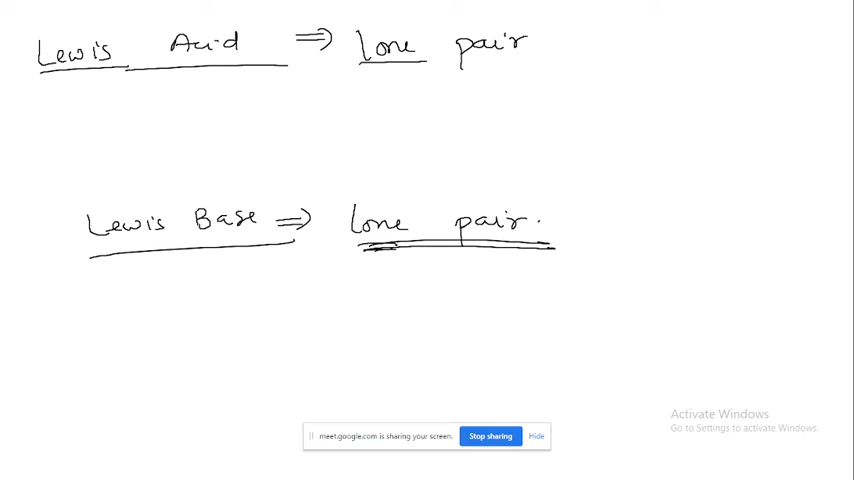 Lewis Acid ⇒ lone pair
Lewis Base ⇒ lone pair.
Activate Windows
Go to Settings to activate Windows.
meet.google.com is sharing your screen. Stop sharing Hide